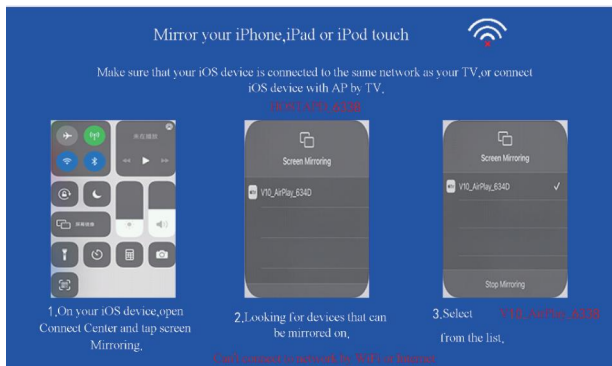 Mirror your iPhone,iPad or iPod touch
Make sure that your iOS device is connected to the same network as your TV,or connect
iOS device with AP by TV,
Screen Mirroring
V10_AirPlay_634D
Screen Mirroring
V10_AirPlay_634D
Stop Mirroring
1,On your iOS device,open
Connect Center and tap screen
Mirroring,
2,Looking for devices that can
be mirrored on,
3,Select
from the list,